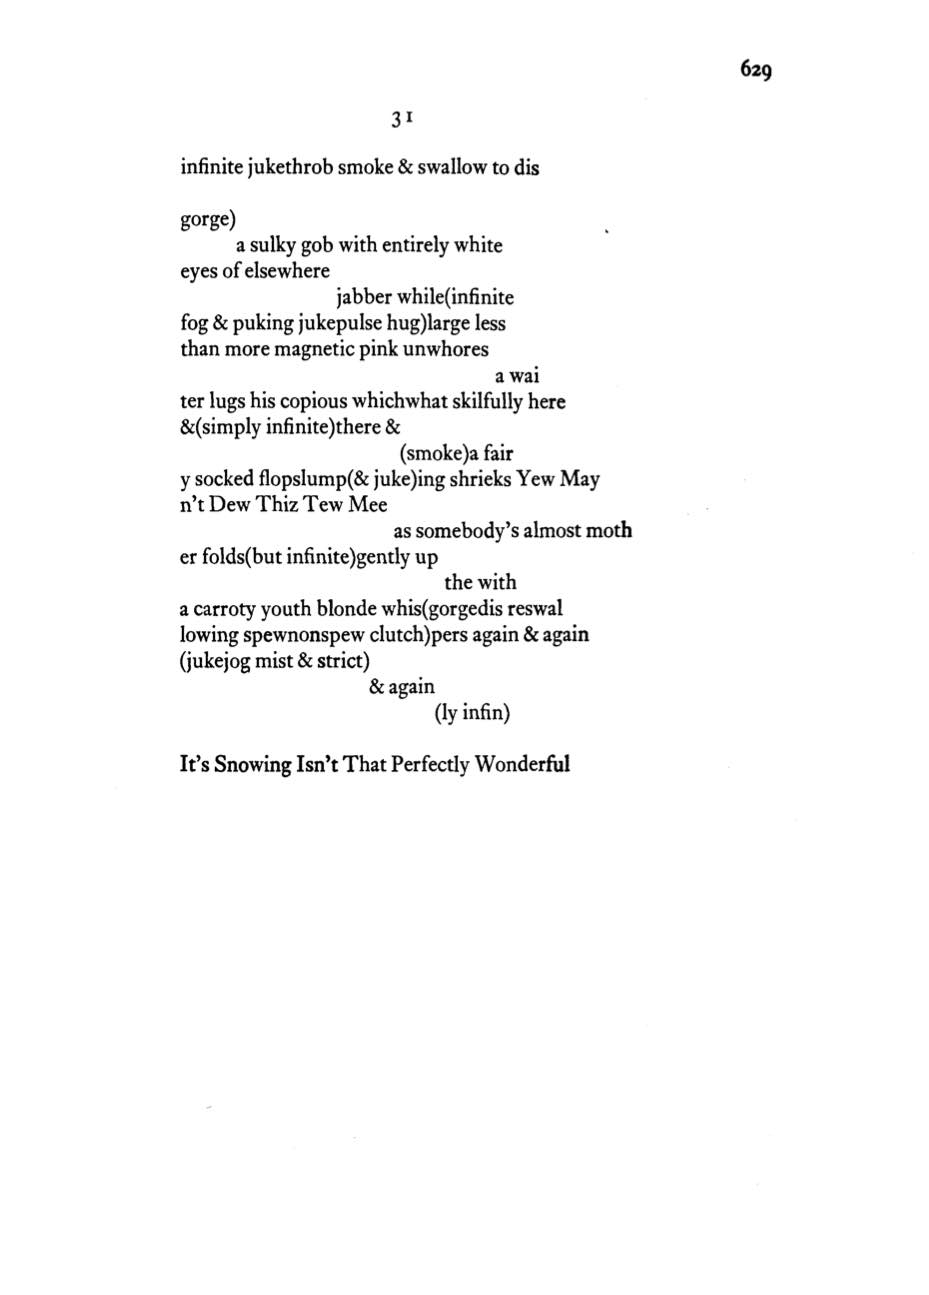 629
31
infinite jukethrob smoke & swallow to dis
gorge)
a sulky gob with entirely white
eyes of elsewhere
jabber while(infinite
fog & puking jukepulse hug)large less
than more magnetic pink unwhores
a wai
ter lugs his copious whichwhat skilfully here
&(simply infinite)there &
(smoke)a fair
y socked flopslump(& juke)ing shrieks Yew May
n't Dew Thiz Tew Mee
as somebody's almost moth
er folds(but infinite)gently up
the with
a carroty youth blonde whis(gorgedis reswal
lowing spewnonspew clutch)pers again & again
(jukejog mist & strict)
& again
(ly infin)
It's Snowing Isn't That Perfectly Wonderful